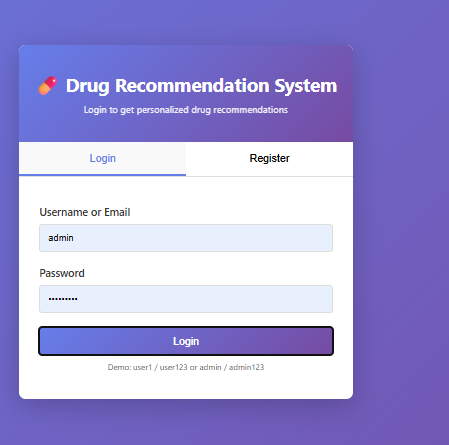 Drug Recommendation System
Login to get personalized drug recommendations
Login Register
Username or Email
admin
Password
•••••••••
Login
Demo: user1 / user123 or admin / admin123